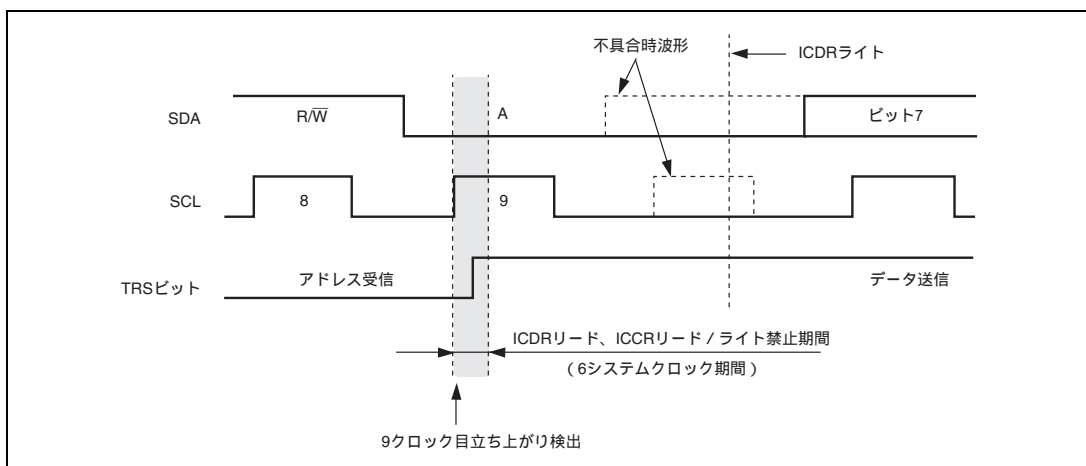 不具合時波形
ICDRライト
SDA
R/W
A
ビット7
SCL
8
9
TRSビット
アドレス受信
データ送信
ICDRリード、ICCRリード / ライト禁止期間
( 6システムクロック期間 )
9クロック目立ち上がり検出